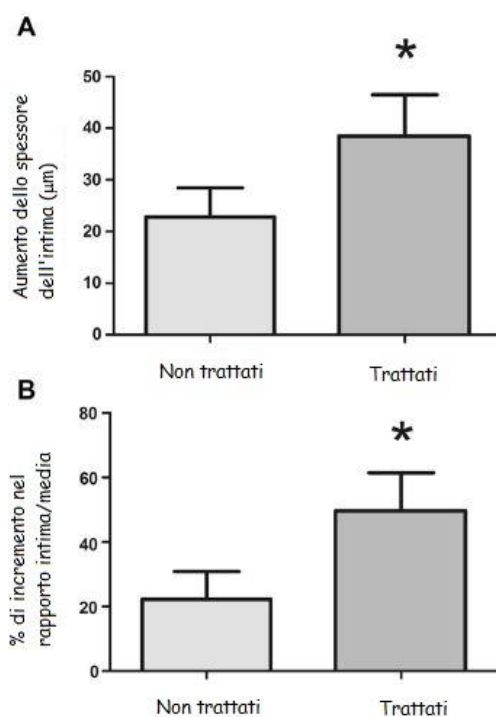 A
*
50
40
30
20
10
0
Aumento dello spessore
dell'intima (μm)
Non trattati
Trattati
B
*
80
60
40
20
0
% di incremento nel
rapporto intima/media
Non trattati
Trattati